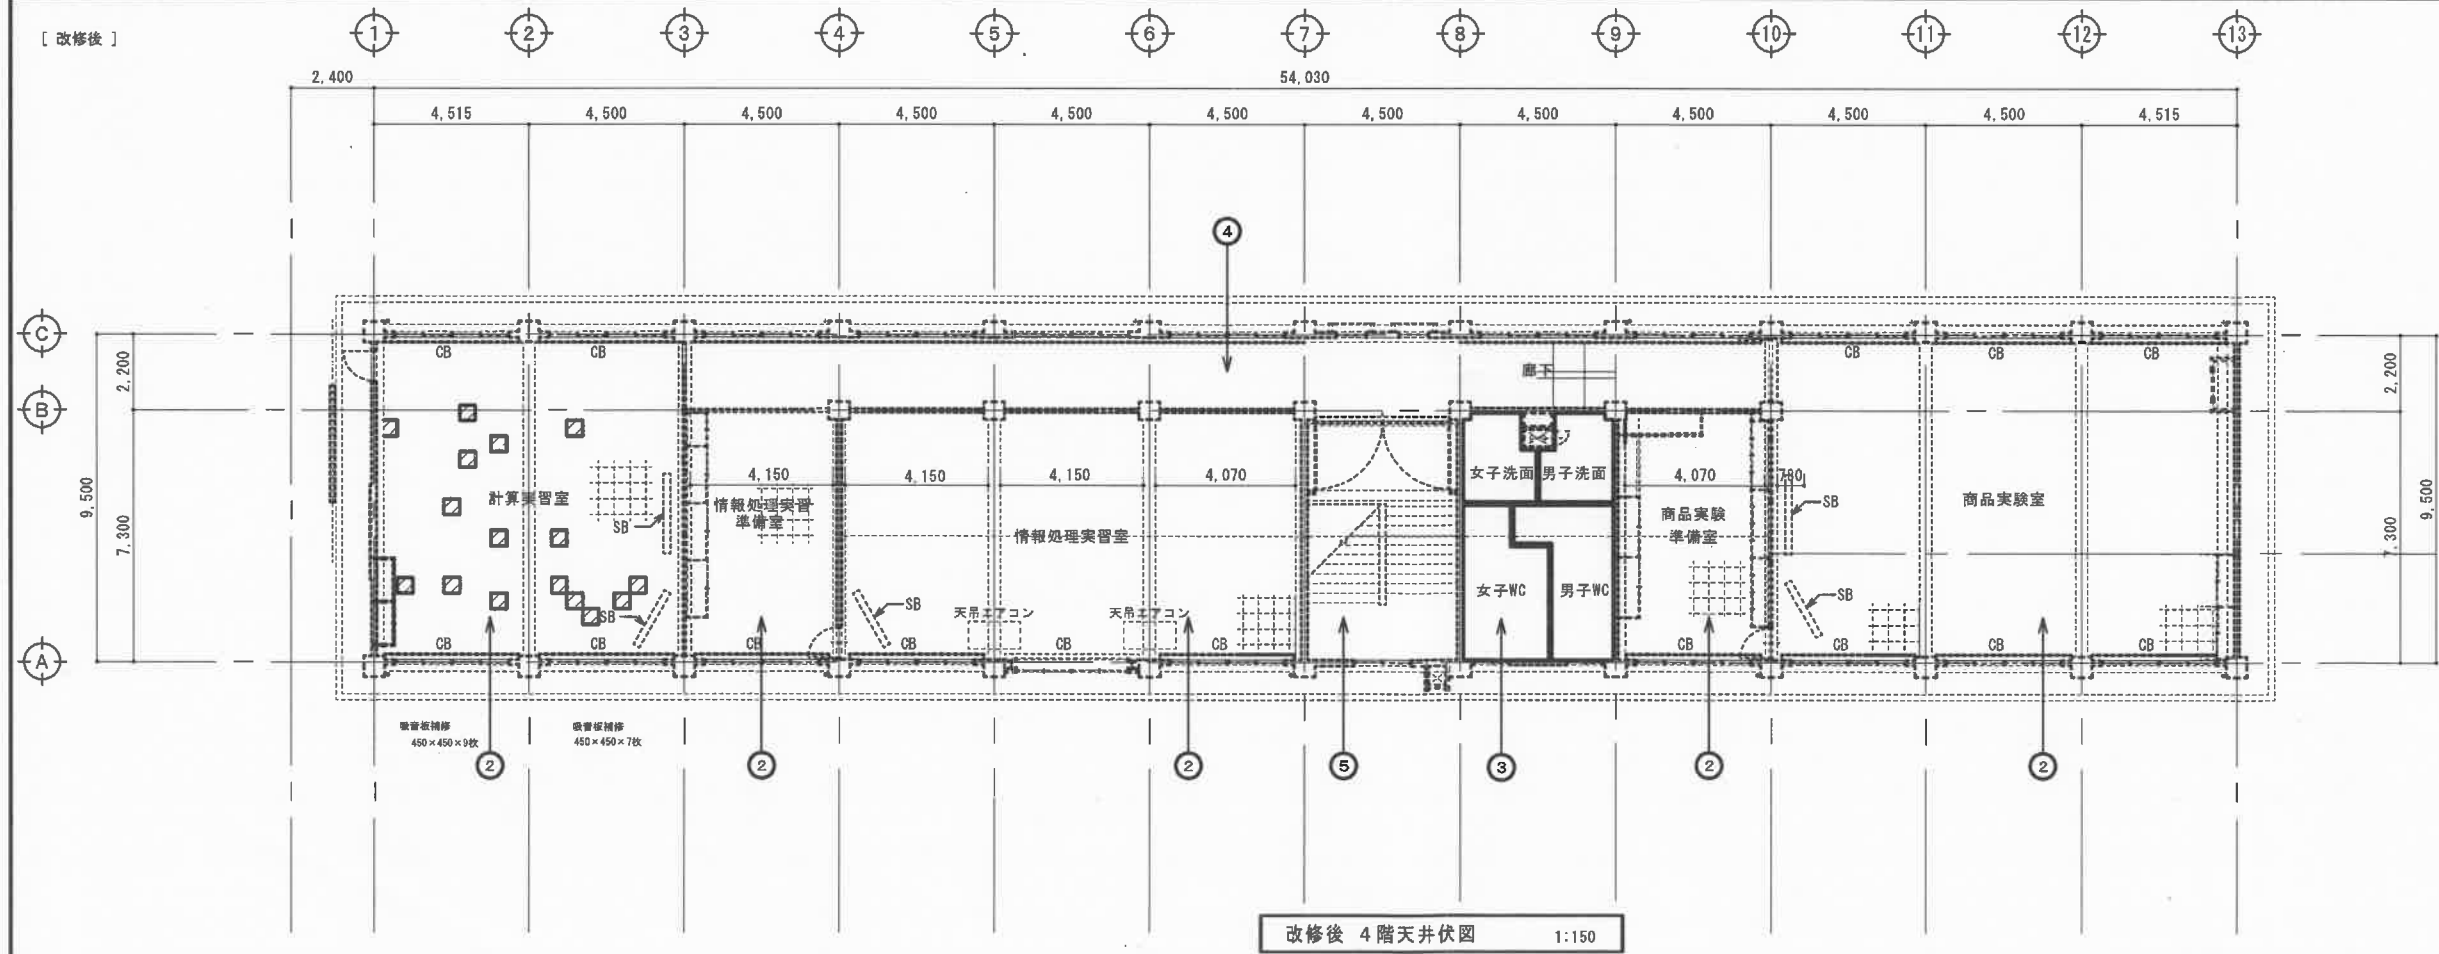 [ 改修後 ]
1 2 3 4 5 6 7 8 9 10 11 12 13
2,400 54,030
4,515 4,500 4,500 4,500 4,500 4,500 4,500 4,500 4,500 4,500 4,500 4,515
4
C
CB CB CB CB CB
2,200 2,200
廊下
B
女子洗面 男子洗面
4,150 4,150 4,150 4,070 4,070 780
計算実習室 情報処理実習 商品実験室
SB 準備室 SB
9,500 商品実験 9,500
7,300 情報処理実習室 準備室 7,300
女子WC 男子WC
SB SB SB
天吊エアコン 天吊エアコン
CB CB CB CB CB CB CB CB CB CB
A
吸音板補修 吸音板補修
450×450×9枚 450×450×7枚
2 2 2 5 3 2 2
改修後 4階天井伏図 1:150